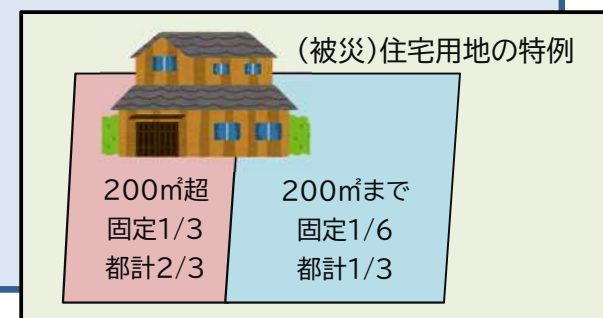 (被災)住宅用地の特例
200㎡超
固定1/3
都計2/3
200㎡まで
固定1/6
都計1/3